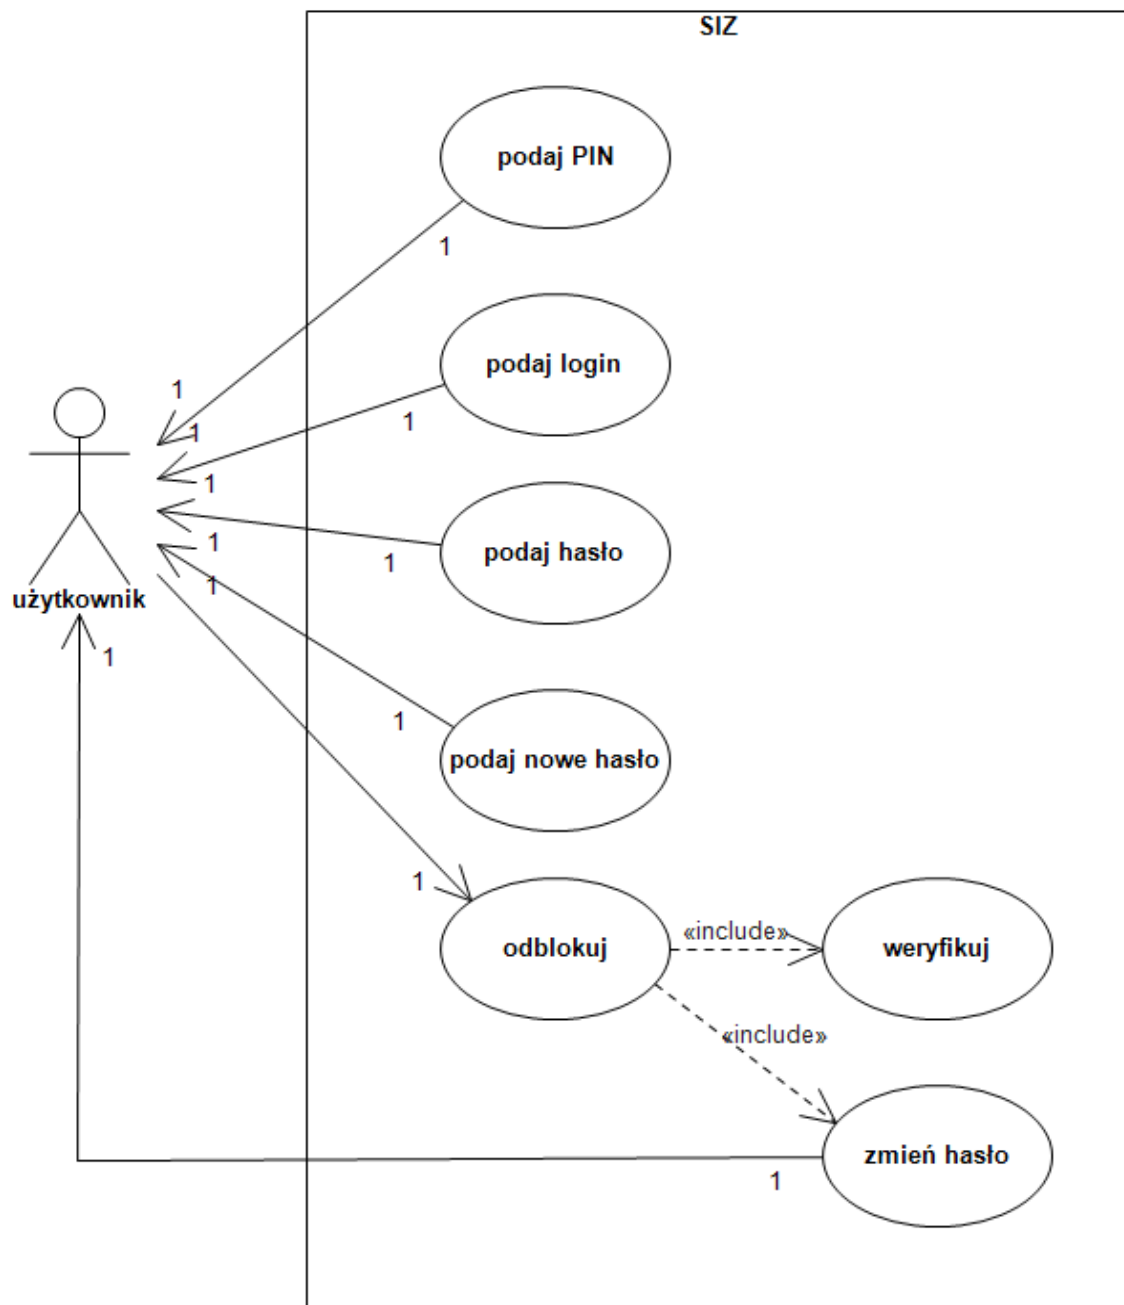 SIZ
podaj PIN
1
podaj login
1
1
1
1
podaj hasło
1
1
użytkownik
1
1
1
podaj nowe hasło
1
odblokuj
«include»
weryfikuj
«include»
zmień hasło
1